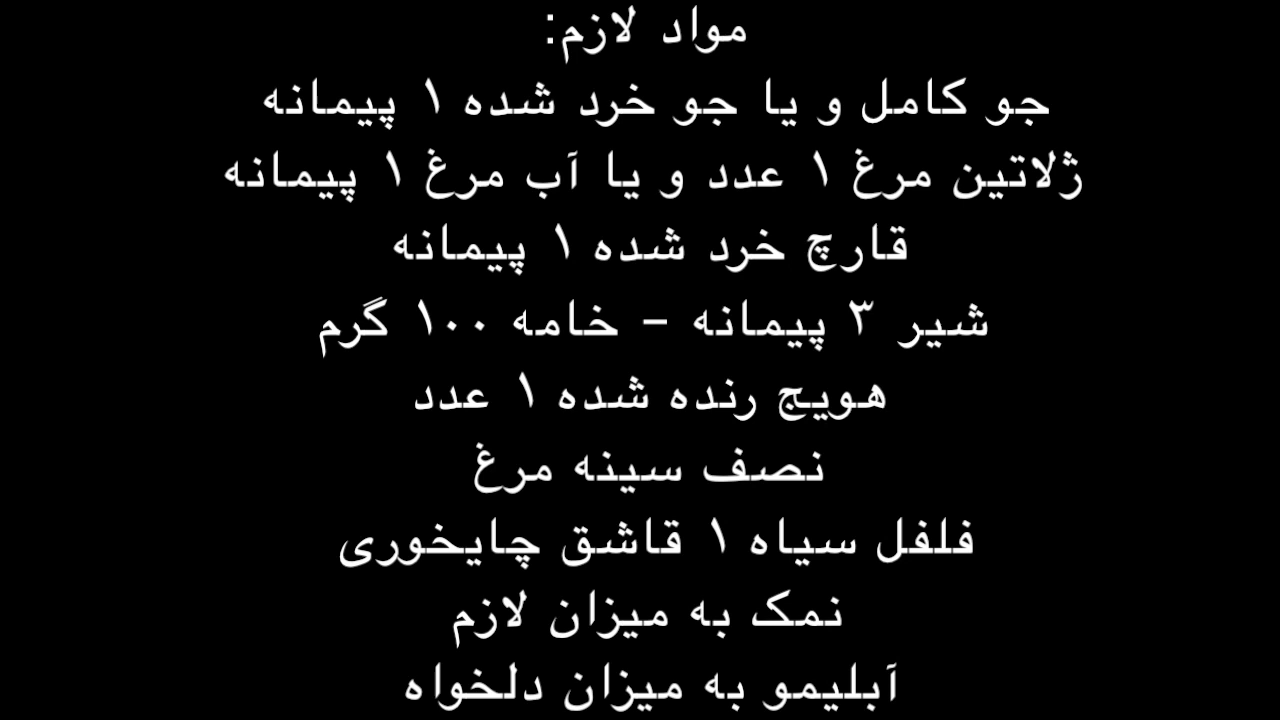 مواد لازم:
جو کامل و یا جو خرد شده ۱ پیمانه
ژلاتین مرغ ۱ عدد و یا آب مرغ ۱ پیمانه
قارچ خرد شده ۱ پیمانه
شیر ۳ پیمانه - خامه ۱۰۰ گرم
هویج رنده شده ۱ عدد
نصف سینه مرغ
فلفل سیاه ۱ قاشق چایخوری
نمک به میزان لازم
آبلیمو به میزان دلخواه